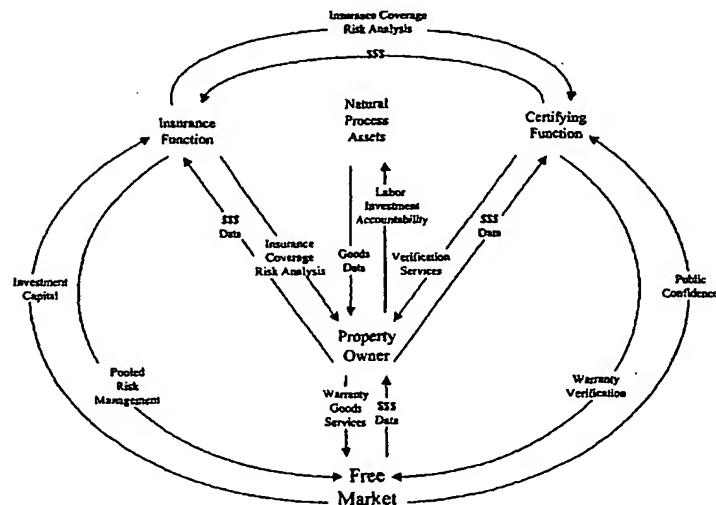 Insurance Coverage
Risk Analysis
$$$
Natural
Process
Assets
Insurance
Function
Certifying
Function
Labor
Investment
Accountability
$$$
Data
$$$
Data
Insurance
Coverage
Risk Analysis
Goods
Data
Verification
Services
Investment
Capital
Public
Confidence
Property
Owner
Pooled
Risk
Management
Warranty
Verification
Warranty
Goods
Services
$$$
Data
Free
Market